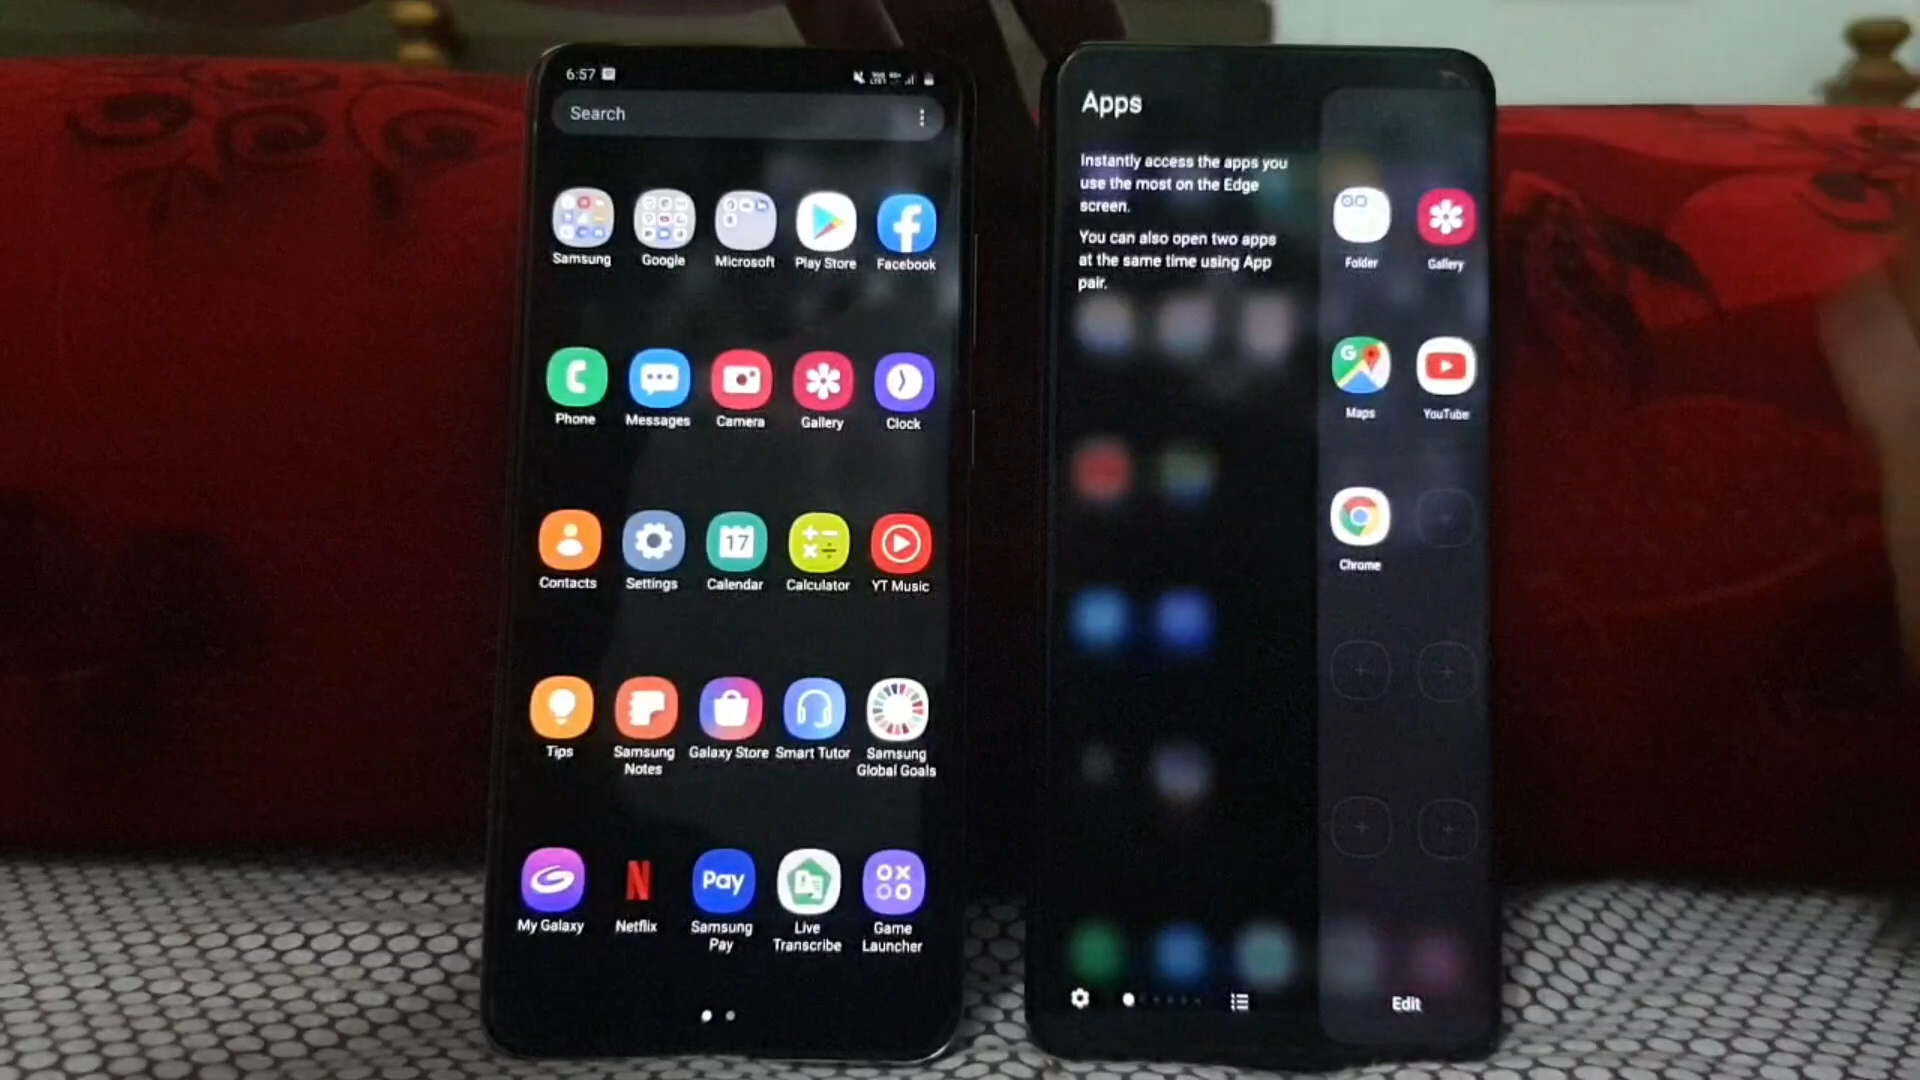 6:57
Search
Samsung
Google
Microsoft
Play Store
Facebook
Phone
Messages
Camera
Gallery
Clock
Contacts
Settings
17
Calendar
Calculator
YT Music
Tips
Samsung
Notes
Galaxy Store
Smart Tutor
Samsung
Global Goals
My Galaxy
N
Netflix
Pay
Samsung
Pay
Live
Transcribe
Game
Launcher
Apps
Instantly access the apps you
use the most on the Edge
screen.
You can also open two apps
at the same time using App
pair.
Folder
Gallery
G
Maps
YouTube
Chrome
Edit